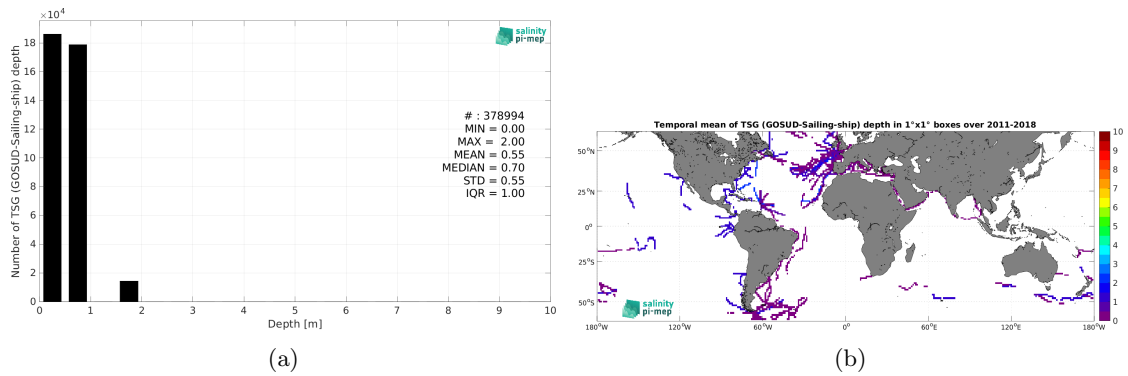 ×10⁴
18
16
14
12
10
8
6
4
2
0
Number of TSG (GOSUD-Sailing-ship) depth
salinity
pi-mep
# : 378994
MIN = 0.00
MAX = 2.00
MEAN = 0.55
MEDIAN = 0.70
STD = 0.55
IQR = 1.00
0 1 2 3 4 5 6 7 8 9 10
Depth [m]
(a)
Temporal mean of TSG (GOSUD-Sailing-ship) depth in 1°x1° boxes over 2011-2018
50°N
25°N
0°
25°S
50°S
salinity
pi-mep
180°W 120°W 60°W 0° 60°E 120°E 180°W
10
9
8
7
6
5
4
3
2
1
0
(b)